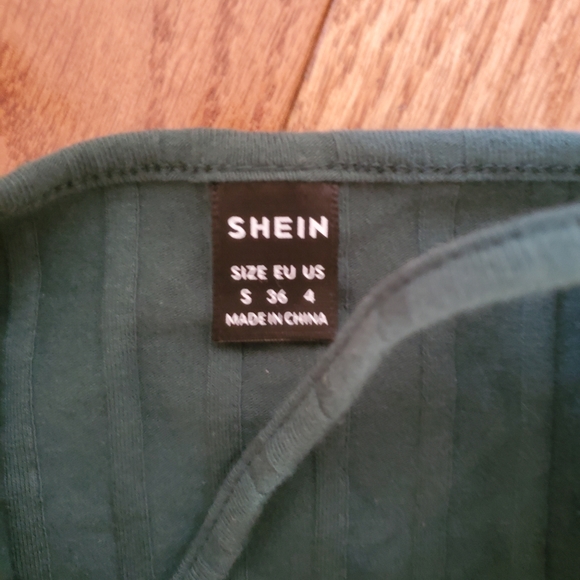 SHEIN
SIZE EU US
S 36 4
MADE IN CHINA